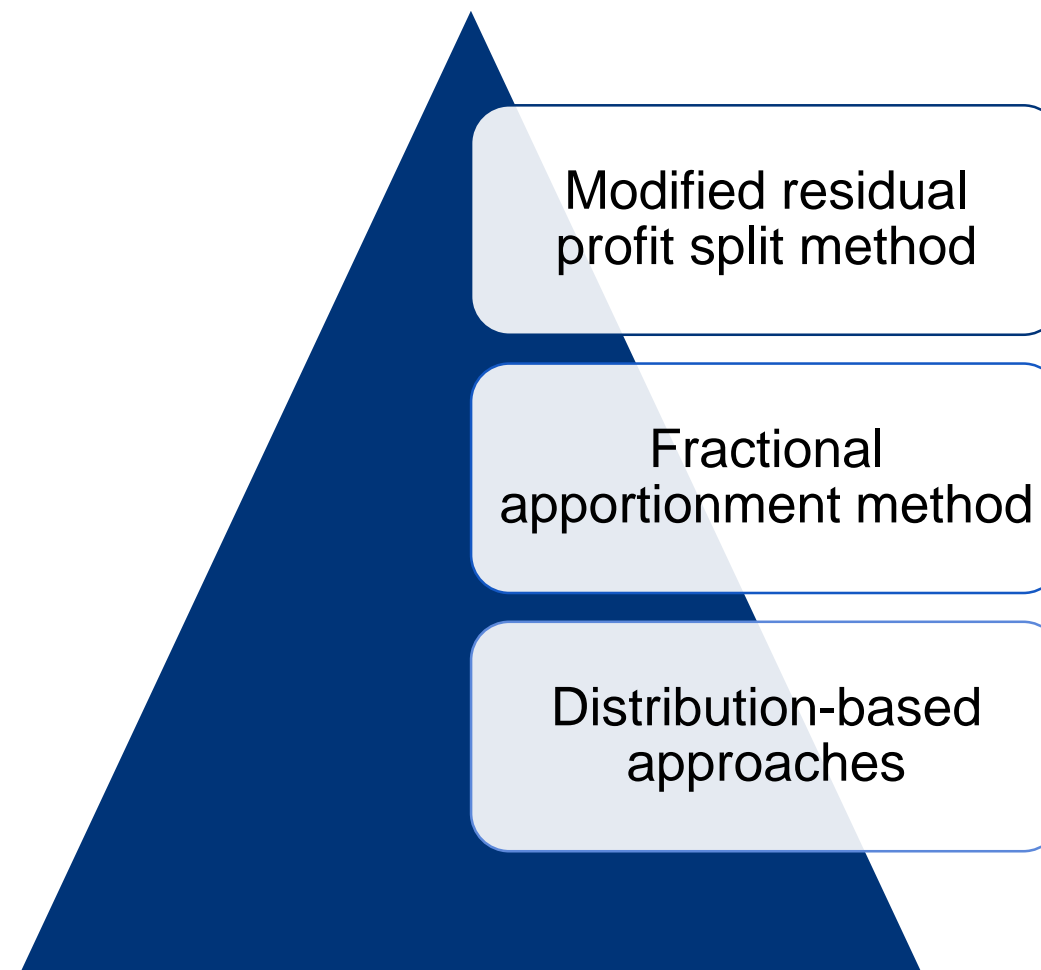 Modified residual
profit split method
Fractional
apportionment method
Distribution-based
approaches